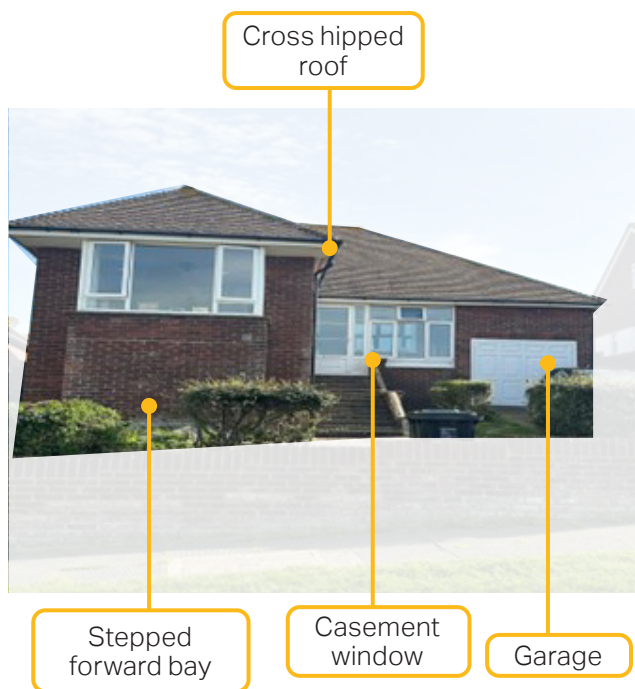 Cross hipped
roof
Stepped
forward bay
Casement
window
Garage